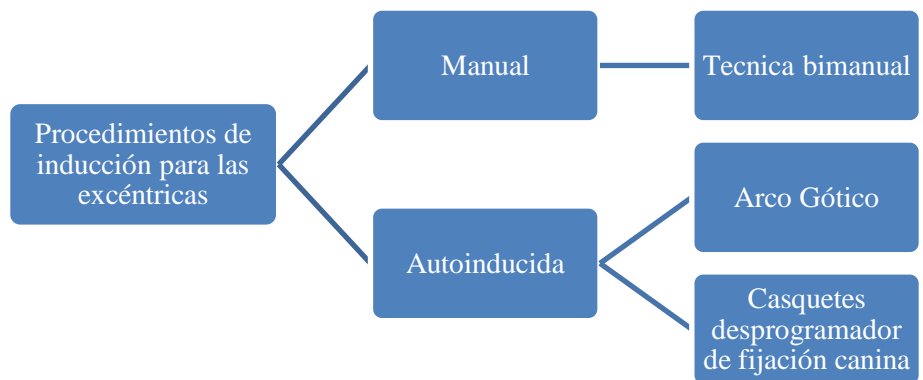 Procedimientos de
inducción para las
excéntricas
Manual
Tecnica bimanual
Autoinducida
Arco Gótico
Casquetes
desprogramador
de fijación canina